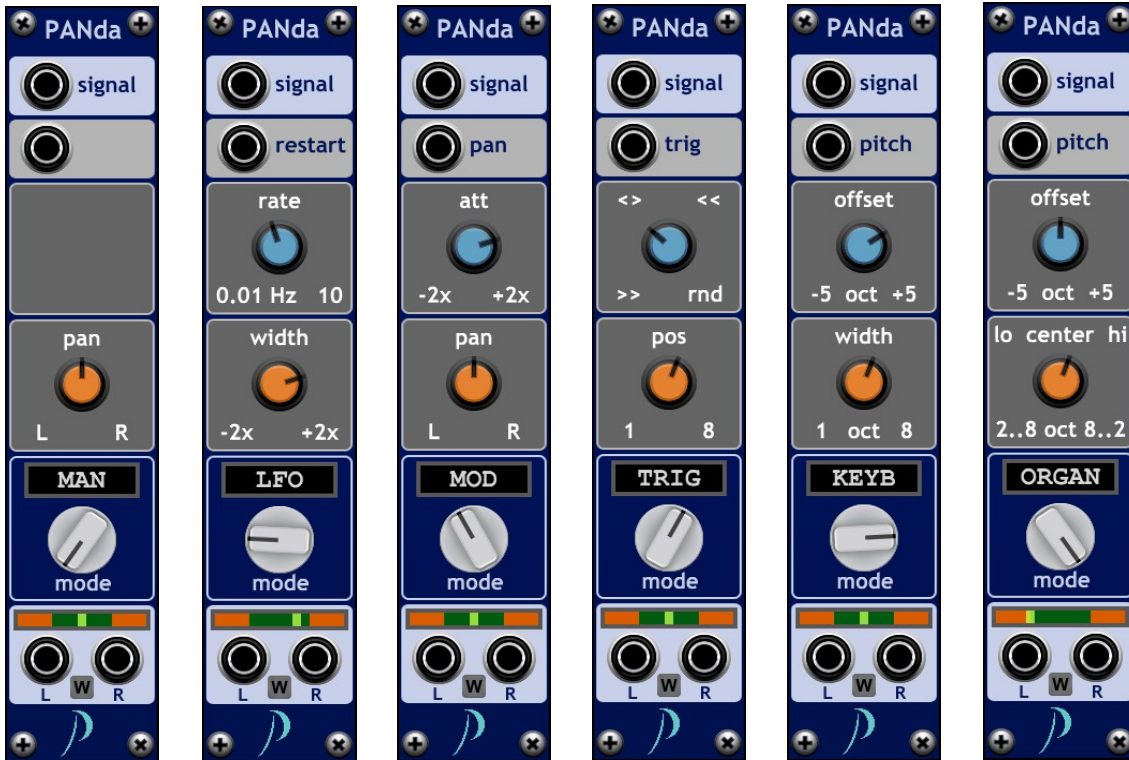 PANda
signal
pan
L R
MAN
mode
L W R
PANda
signal
restart
rate
0.01 Hz 10
width
-2x +2x
LFO
mode
L W R
PANda
signal
pan
att
-2x +2x
pan
L R
MOD
mode
L W R
PANda
signal
trig
<> <<
>> rnd
pos
1 8
TRIG
mode
L W R
PANda
signal
pitch
offset
-5 oct +5
width
1 oct 8
KEYB
mode
L W R
PANda
signal
pitch
offset
-5 oct +5
lo center hi
2..8 oct 8..2
ORGAN
mode
L W R